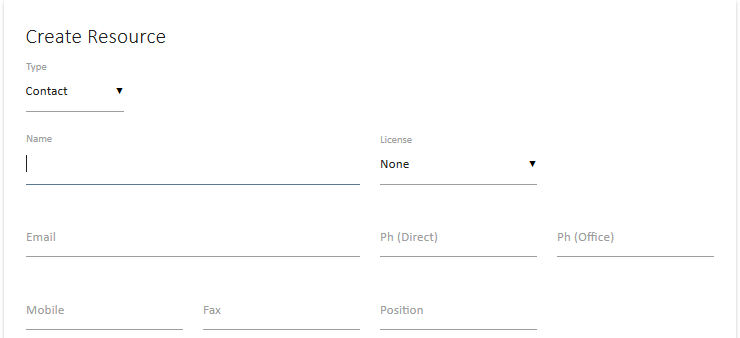 Create Resource
Type
Contact
Name License
None
Email Ph (Direct) Ph (Office)
Mobile Fax Position